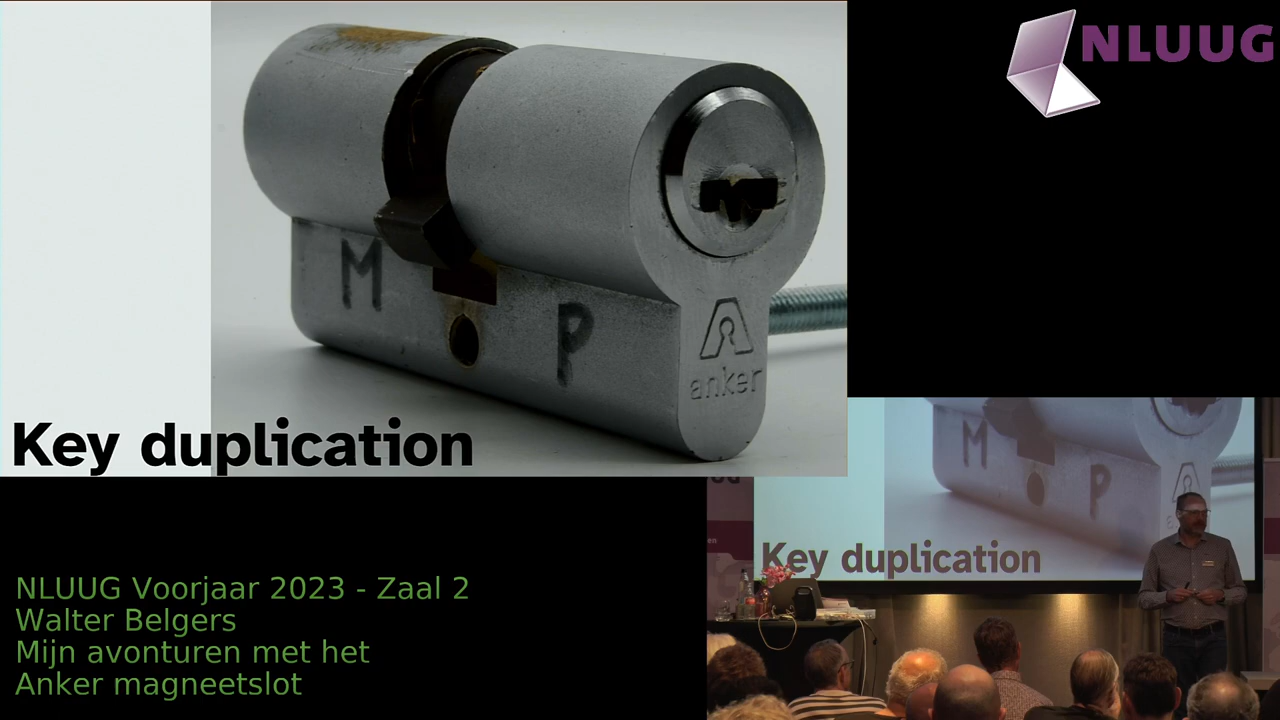 NLUUG
M
P
anker
Key duplication
M
P
Key duplication
NLUUG Voorjaar 2023 - Zaal 2
Walter Belgers
Mijn avonturen met het
Anker magneetslot